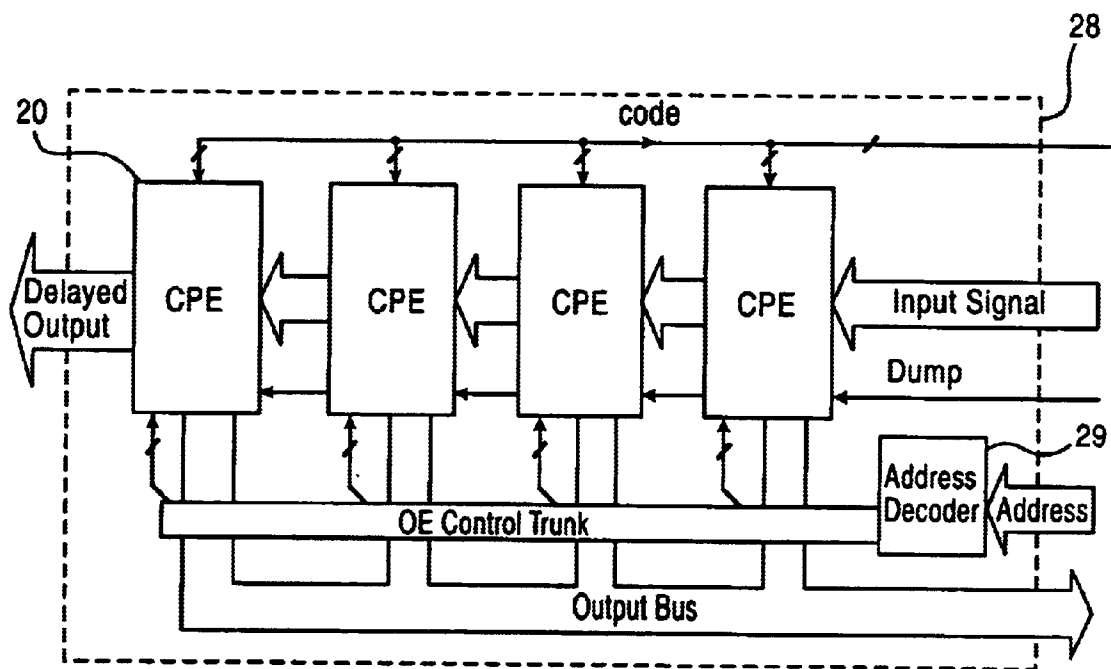 28
20
code
CPE
CPE
CPE
CPE
Delayed
Output
Input Signal
Dump
29
Address
Decoder
Address
OE Control Trunk
Output Bus